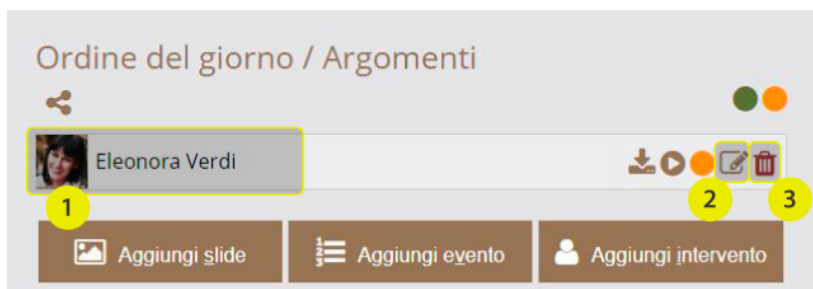 Ordine del giorno / Argomenti
Eleonora Verdi
1
2
3
Aggiungi slide
Aggiungi evento
Aggiungi intervento